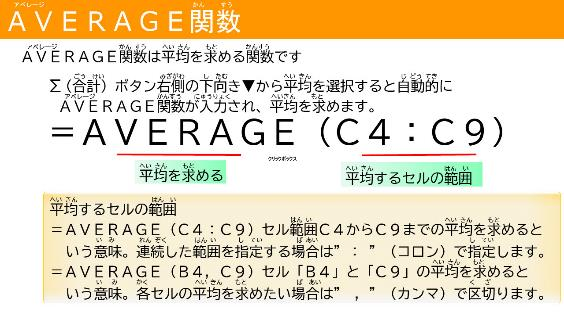 ＡＶＥＲＡＧＥ関数
ＡＶＥＲＡＧＥ関数は平均を求める関数です
Σ（合計）ボタン右側の下向き▼から平均を選択すると自動的に
ＡＶＥＲＡＧＥ関数が入力され、平均を求めます。
＝ＡＶＥＲＡＧＥ（Ｃ４：Ｃ９）
クリックボックス
平均を求める
平均するセルの範囲
平均するセルの範囲
＝ＡＶＥＲＡＧＥ（Ｃ４：Ｃ９）セル範囲Ｃ４からＣ９までの平均を求めると
いう意味。連続した範囲を指定する場合は”：”（コロン）で指定します。
＝ＡＶＥＲＡＧＥ（Ｂ４，Ｃ９）セル「Ｂ４」と「Ｃ９」の平均を求めると
いう意味。各セルの平均を求めたい場合は”，”（カンマ）で区切ります。